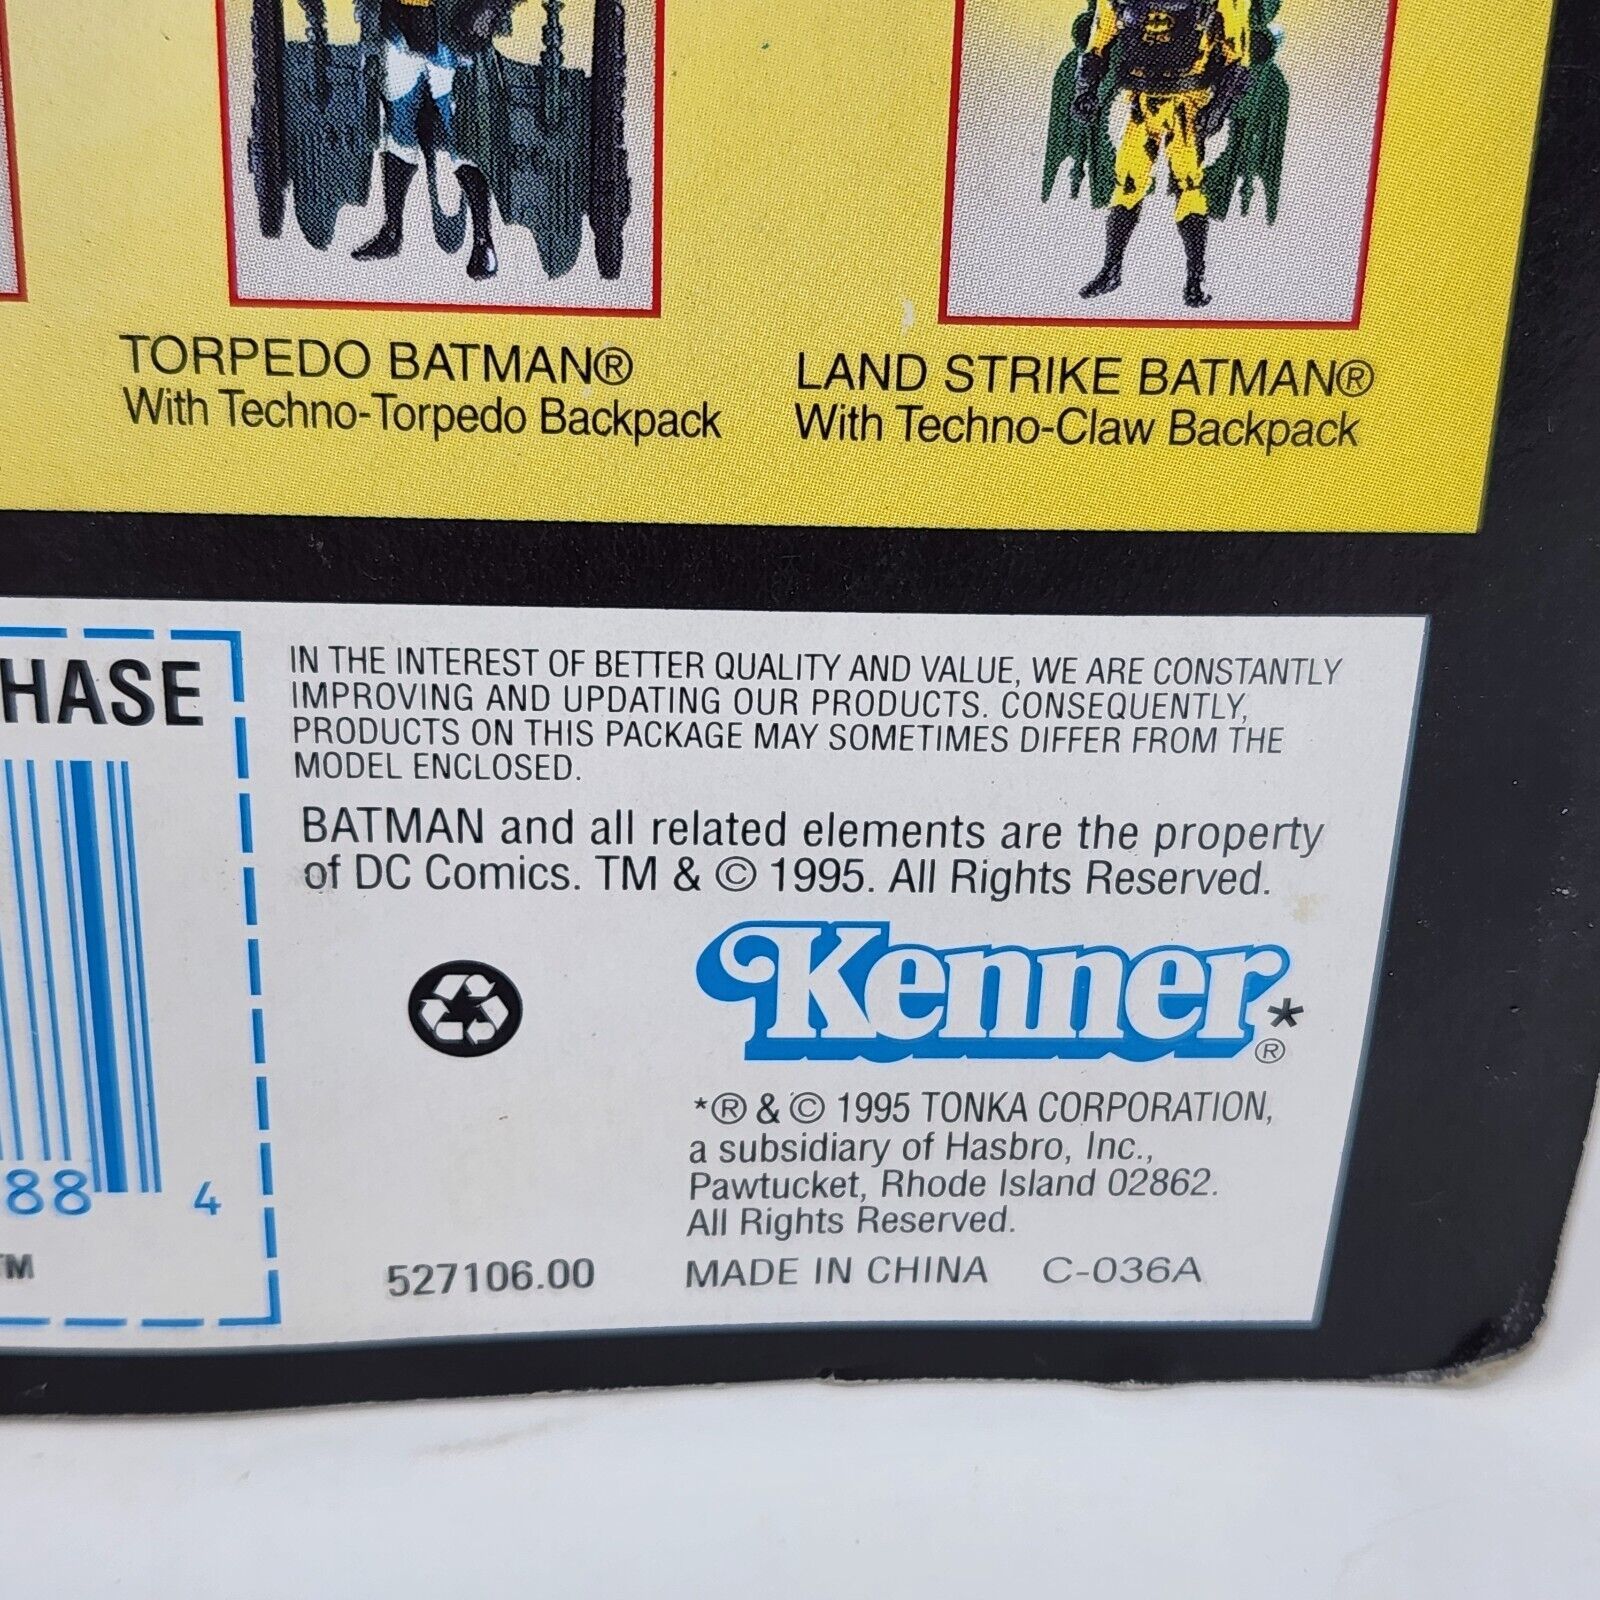 TORPEDO BATMAN®
With Techno-Torpedo Backpack
LAND STRIKE BATMAN®
With Techno-Claw Backpack
HASE
IN THE INTEREST OF BETTER QUALITY AND VALUE, WE ARE CONSTANTLY
IMPROVING AND UPDATING OUR PRODUCTS. CONSEQUENTLY,
PRODUCTS ON THIS PACKAGE MAY SOMETIMES DIFFER FROM THE
MODEL ENCLOSED.
BATMAN and all related elements are the property
of DC Comics. TM & © 1995. All Rights Reserved.
Kenner*®
*® & © 1995 TONKA CORPORATION,
a subsidiary of Hasbro, Inc.,
Pawtucket, Rhode Island 02862.
All Rights Reserved.
88 4
TM
527106.00 MADE IN CHINA C-036A